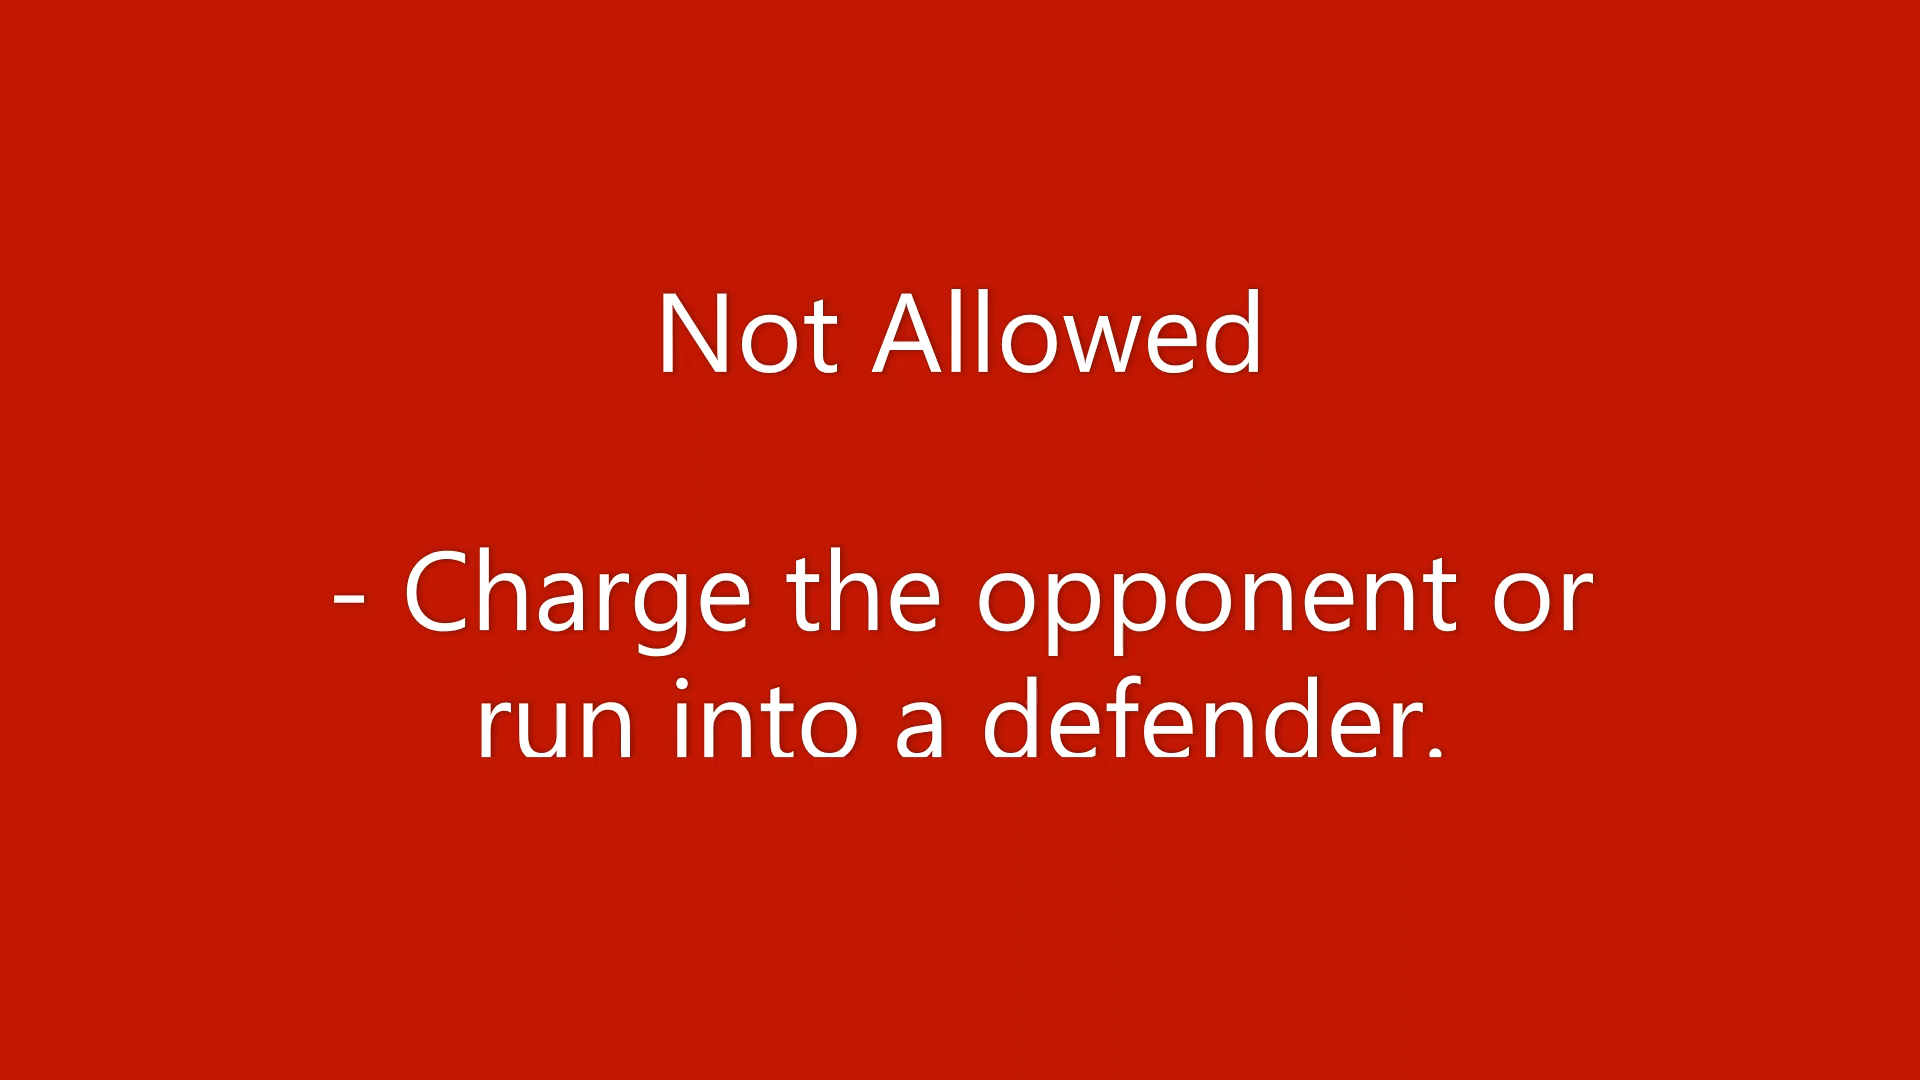 Not Allowed
- Charge the opponent or
run into a defender.